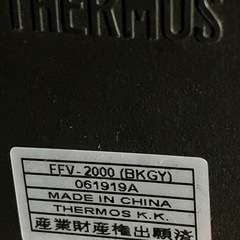 THERMOS
FFV-2000 (BKGY)
061919A
MADE IN CHINA
THERMOS K.K.
産業財産権出願済